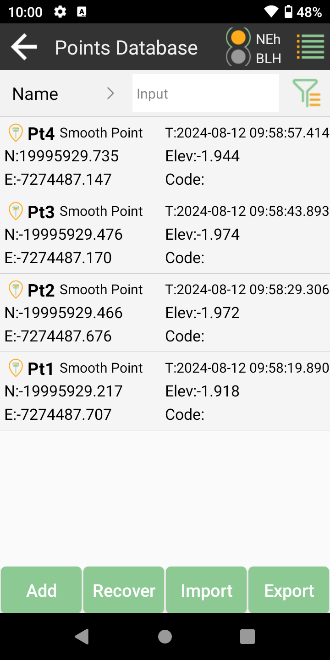 10:00 A 48%
Points Database NEh
BLH
Name Input
Pt4 Smooth Point T:2024-08-12 09:58:57.414
N:19995929.735 Elev:-1.944
E:-7274487.147 Code:
Pt3 Smooth Point T:2024-08-12 09:58:43.893
N:-19995929.476 Elev:-1.974
E:-7274487.170 Code:
Pt2 Smooth Point T:2024-08-12 09:58:29.306
N:-19995929.466 Elev:-1.972
E:-7274487.676 Code:
Pt1 Smooth Point T:2024-08-12 09:58:19.890
N:-19995929.217 Elev:-1.918
E:-7274487.707 Code:
Add Recover Import Export